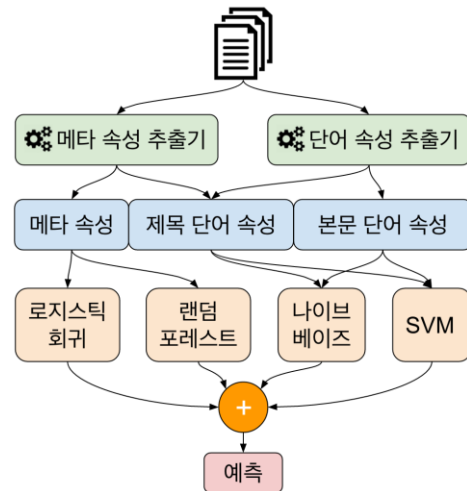 메타 속성 추출기
단어 속성 추출기
메타 속성
제목 단어 속성
본문 단어 속성
로지스틱
회귀
랜덤
포레스트
나이브
베이즈
SVM
+
예측